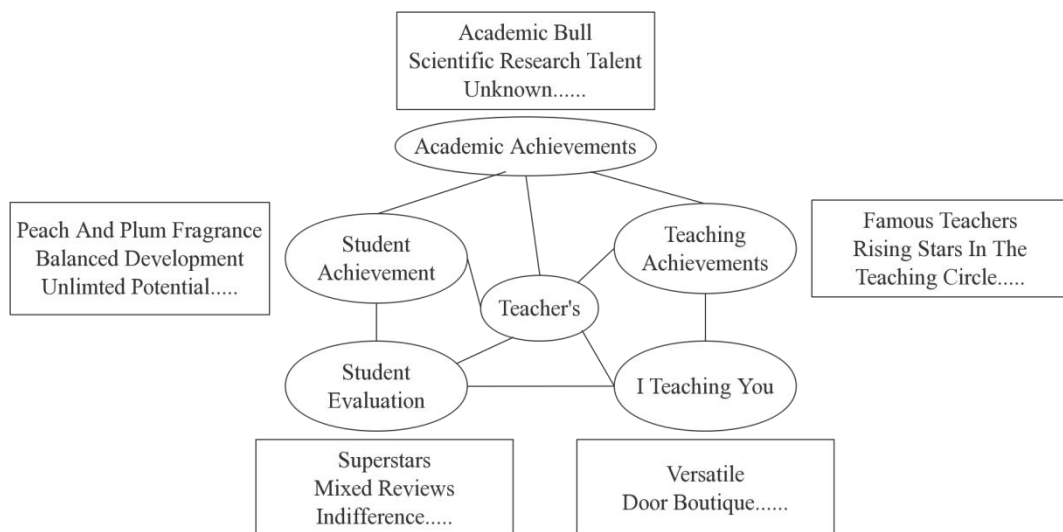 Academic Bull
Scientific Research Talent
Unknown......
Academic Achievements
Peach And Plum Fragrance
Balanced Development
Unlimted Potential.....
Student
Achievement
Teaching
Achievements
Famous Teachers
Rising Stars In The
Teaching Circle.....
Teacher's
Student
Evaluation
I Teaching You
Superstars
Mixed Reviews
Indifference.....
Versatile
Door Boutique......